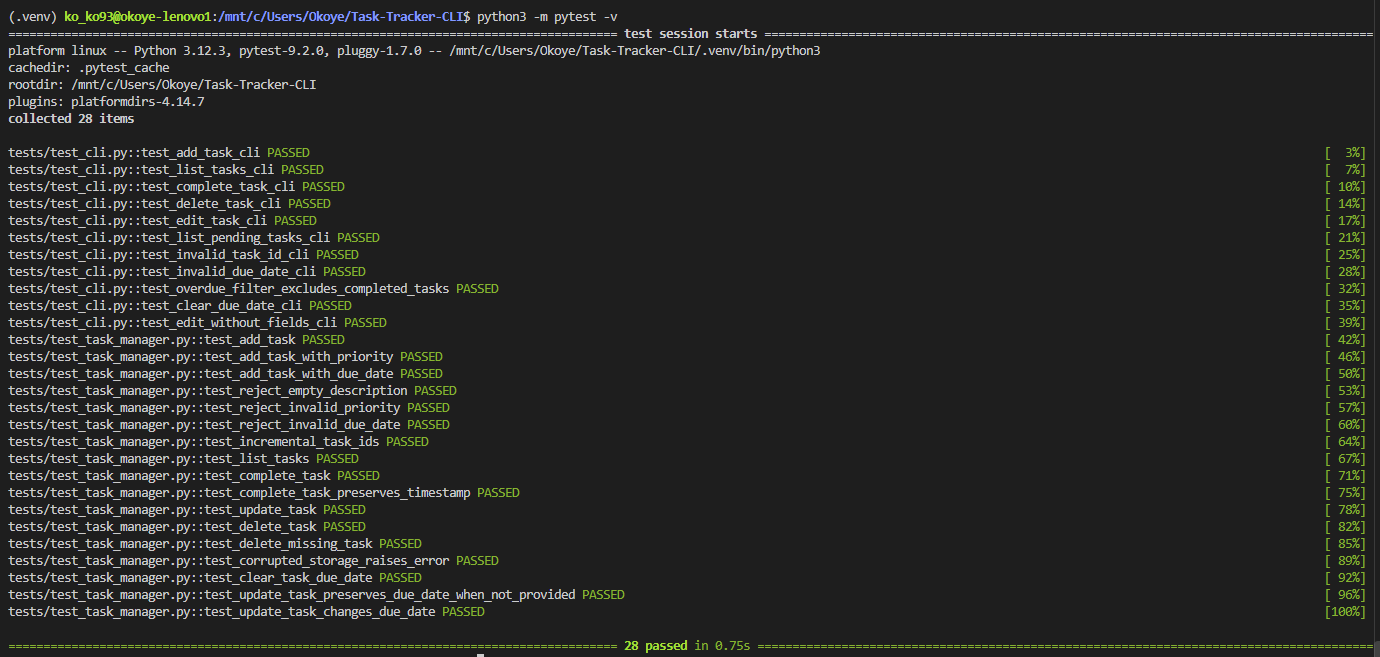 (.venv) ko_ko93@okoye-lenovo1:/mnt/c/Users/Okoye/Task-Tracker-CLI$ python3 -m pytest -v
============================== test session starts ==============================
platform linux -- Python 3.12.3, pytest-9.2.0, pluggy-1.7.0 -- /mnt/c/Users/Okoye/Task-Tracker-CLI/.venv/bin/python3
cachedir: .pytest_cache
rootdir: /mnt/c/Users/Okoye/Task-Tracker-CLI
plugins: platformdirs-4.14.7
collected 28 items
tests/test_cli.py::test_add_task_cli PASSED [  3%]
tests/test_cli.py::test_list_tasks_cli PASSED [  7%]
tests/test_cli.py::test_complete_task_cli PASSED [ 10%]
tests/test_cli.py::test_delete_task_cli PASSED [ 14%]
tests/test_cli.py::test_edit_task_cli PASSED [ 17%]
tests/test_cli.py::test_list_pending_tasks_cli PASSED [ 21%]
tests/test_cli.py::test_invalid_task_id_cli PASSED [ 25%]
tests/test_cli.py::test_invalid_due_date_cli PASSED [ 28%]
tests/test_cli.py::test_overdue_filter_excludes_completed_tasks PASSED [ 32%]
tests/test_cli.py::test_clear_due_date_cli PASSED [ 35%]
tests/test_cli.py::test_edit_without_fields_cli PASSED [ 39%]
tests/test_task_manager.py::test_add_task PASSED [ 42%]
tests/test_task_manager.py::test_add_task_with_priority PASSED [ 46%]
tests/test_task_manager.py::test_add_task_with_due_date PASSED [ 50%]
tests/test_task_manager.py::test_reject_empty_description PASSED [ 53%]
tests/test_task_manager.py::test_reject_invalid_priority PASSED [ 57%]
tests/test_task_manager.py::test_reject_invalid_due_date PASSED [ 60%]
tests/test_task_manager.py::test_incremental_task_ids PASSED [ 64%]
tests/test_task_manager.py::test_list_tasks PASSED [ 67%]
tests/test_task_manager.py::test_complete_task PASSED [ 71%]
tests/test_task_manager.py::test_complete_task_preserves_timestamp PASSED [ 75%]
tests/test_task_manager.py::test_update_task PASSED [ 78%]
tests/test_task_manager.py::test_delete_task PASSED [ 82%]
tests/test_task_manager.py::test_delete_missing_task PASSED [ 85%]
tests/test_task_manager.py::test_corrupted_storage_raises_error PASSED [ 89%]
tests/test_task_manager.py::test_clear_task_due_date PASSED [ 92%]
tests/test_task_manager.py::test_update_task_preserves_due_date_when_not_provided PASSED [ 96%]
tests/test_task_manager.py::test_update_task_changes_due_date PASSED [100%]
============================== 28 passed in 0.75s ==============================